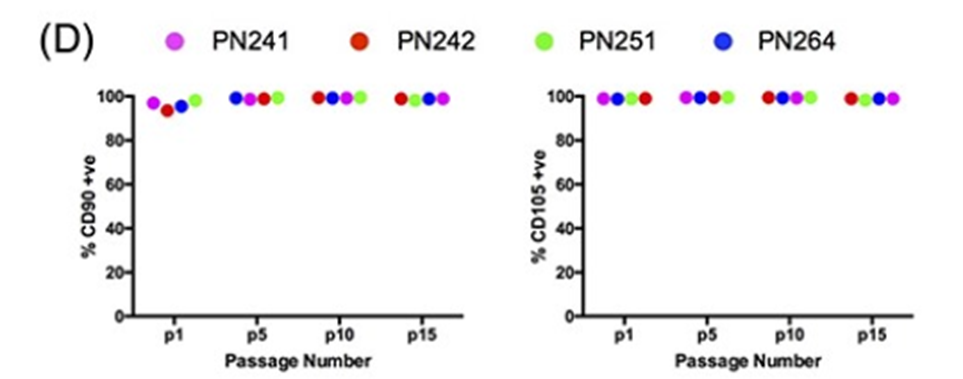 (D) PN241 PN242 PN251 PN264
% CD90 +ve
100
80
60
40
20
0
p1 p5 p10 p15
Passage Number
% CD105 +ve
100
80
60
40
20
0
p1 p5 p10 p15
Passage Number